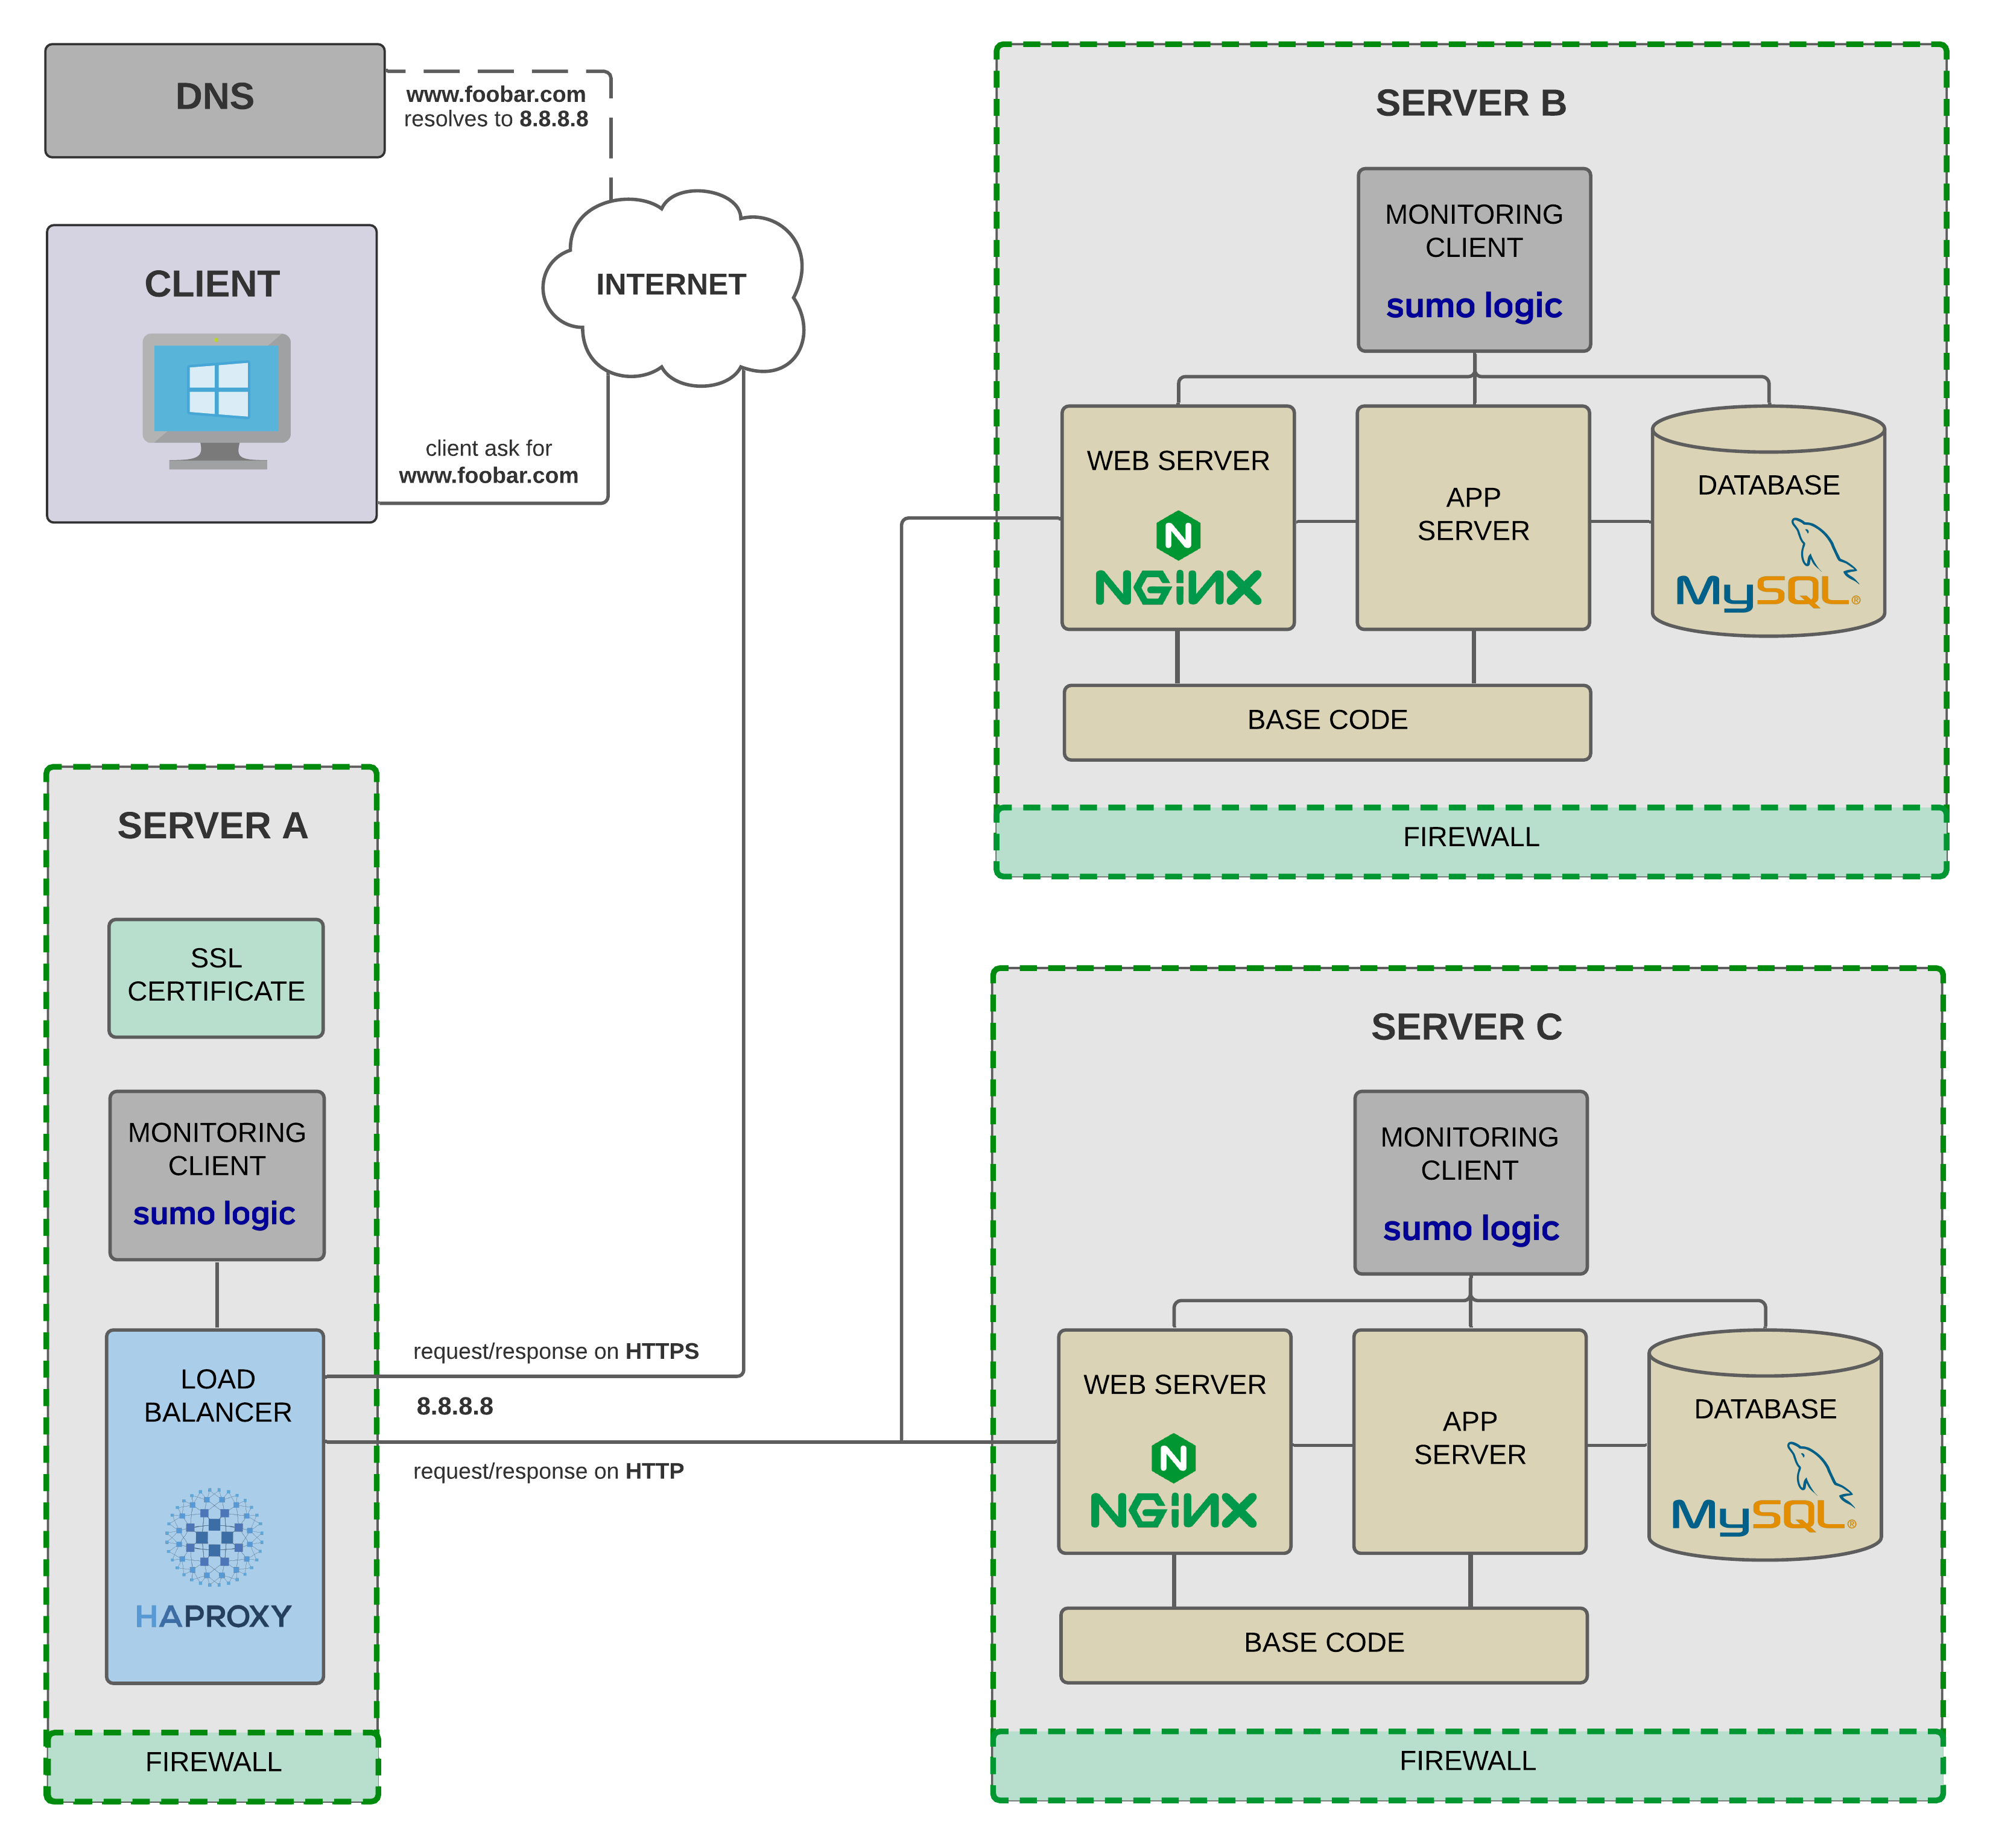 DNS
www.foobar.com
resolves to 8.8.8.8
CLIENT
INTERNET
client ask for
www.foobar.com
SERVER A
SSL
CERTIFICATE
MONITORING
CLIENT
sumo logic
LOAD
BALANCER
HAPROXY
FIREWALL
request/response on HTTPS
8.8.8.8
request/response on HTTP
SERVER B
MONITORING
CLIENT
sumo logic
WEB SERVER
N
NGINX
APP
SERVER
DATABASE
MySQL®
BASE CODE
FIREWALL
SERVER C
MONITORING
CLIENT
sumo logic
WEB SERVER
N
NGINX
APP
SERVER
DATABASE
MySQL®
BASE CODE
FIREWALL